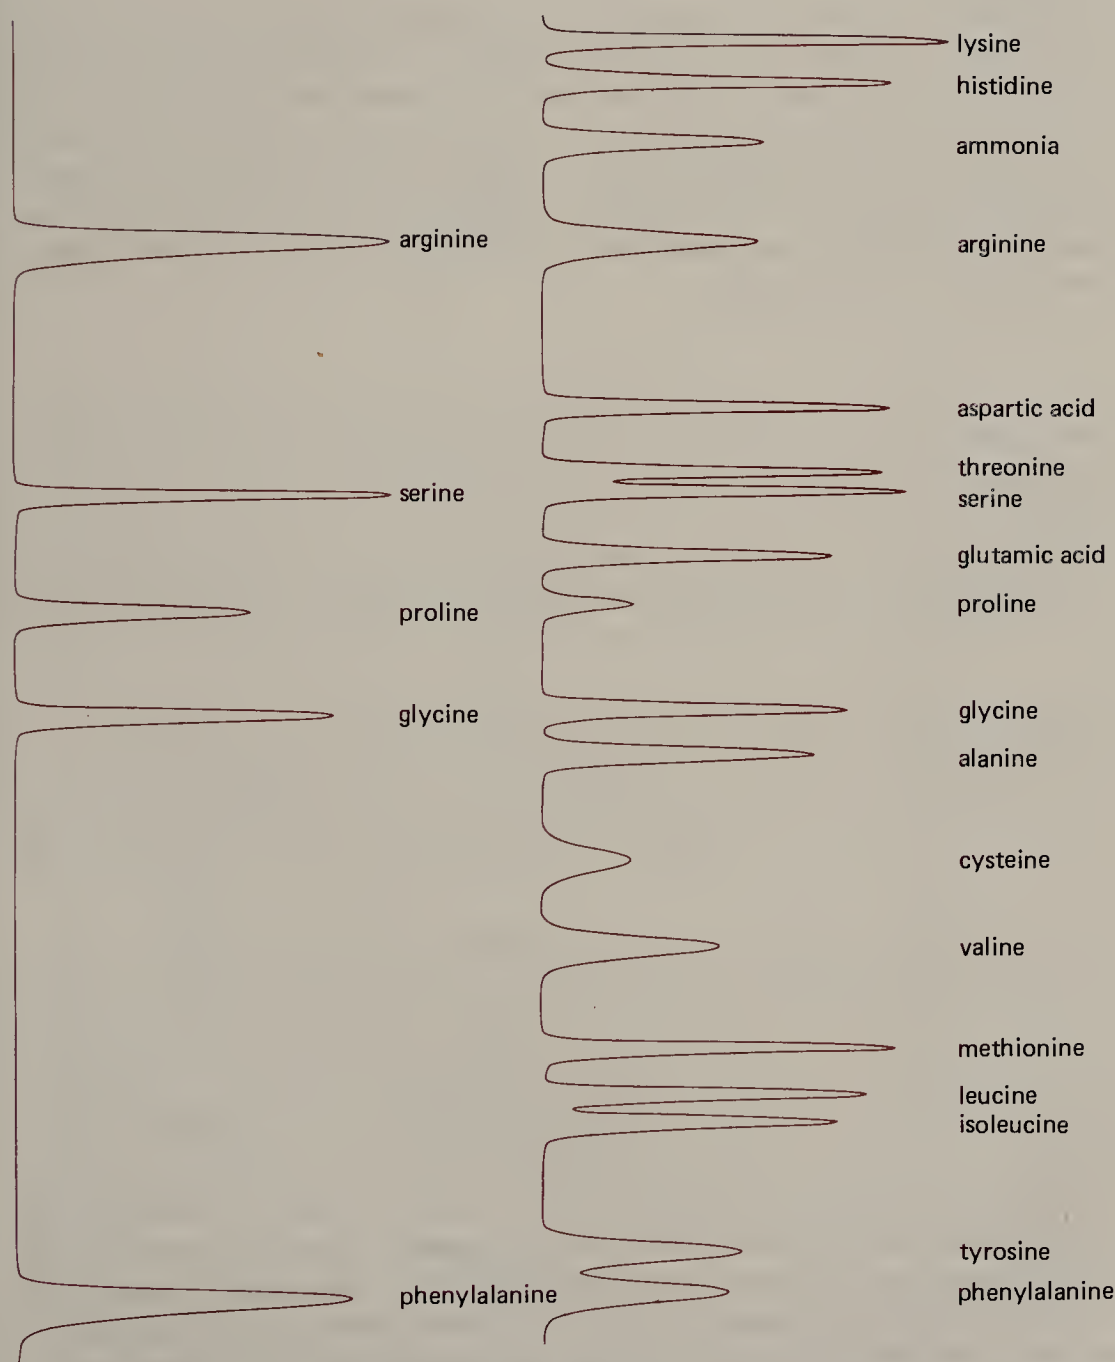 arginine
serine
proline
glycine
phenylalanine
lysine
histidine
ammonia
arginine
aspartic acid
threonine
serine
glutamic acid
proline
glycine
alanine
cysteine
valine
methionine
leucine
isoleucine
tyrosine
phenylalanine